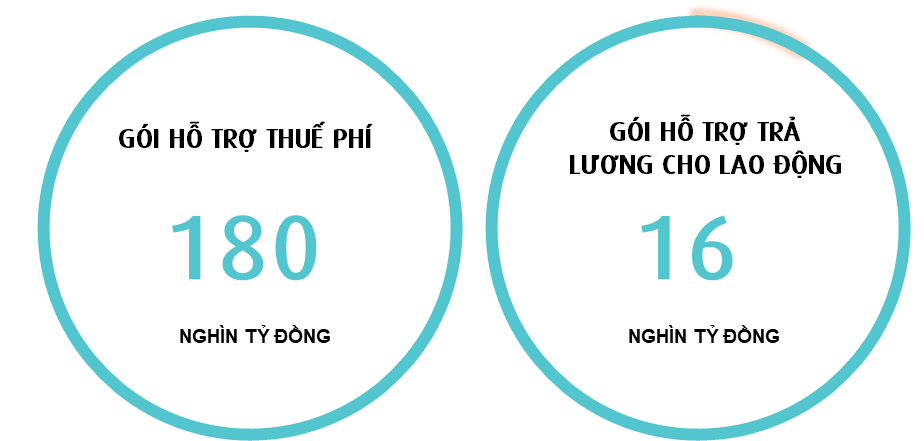 GÓI HỖ TRỢ THUẾ PHÍ
180
NGHÌN TỶ ĐỒNG
GÓI HỖ TRỢ TRẢ
LƯƠNG CHO LAO ĐỘNG
16
NGHÌN TỶ ĐỒNG